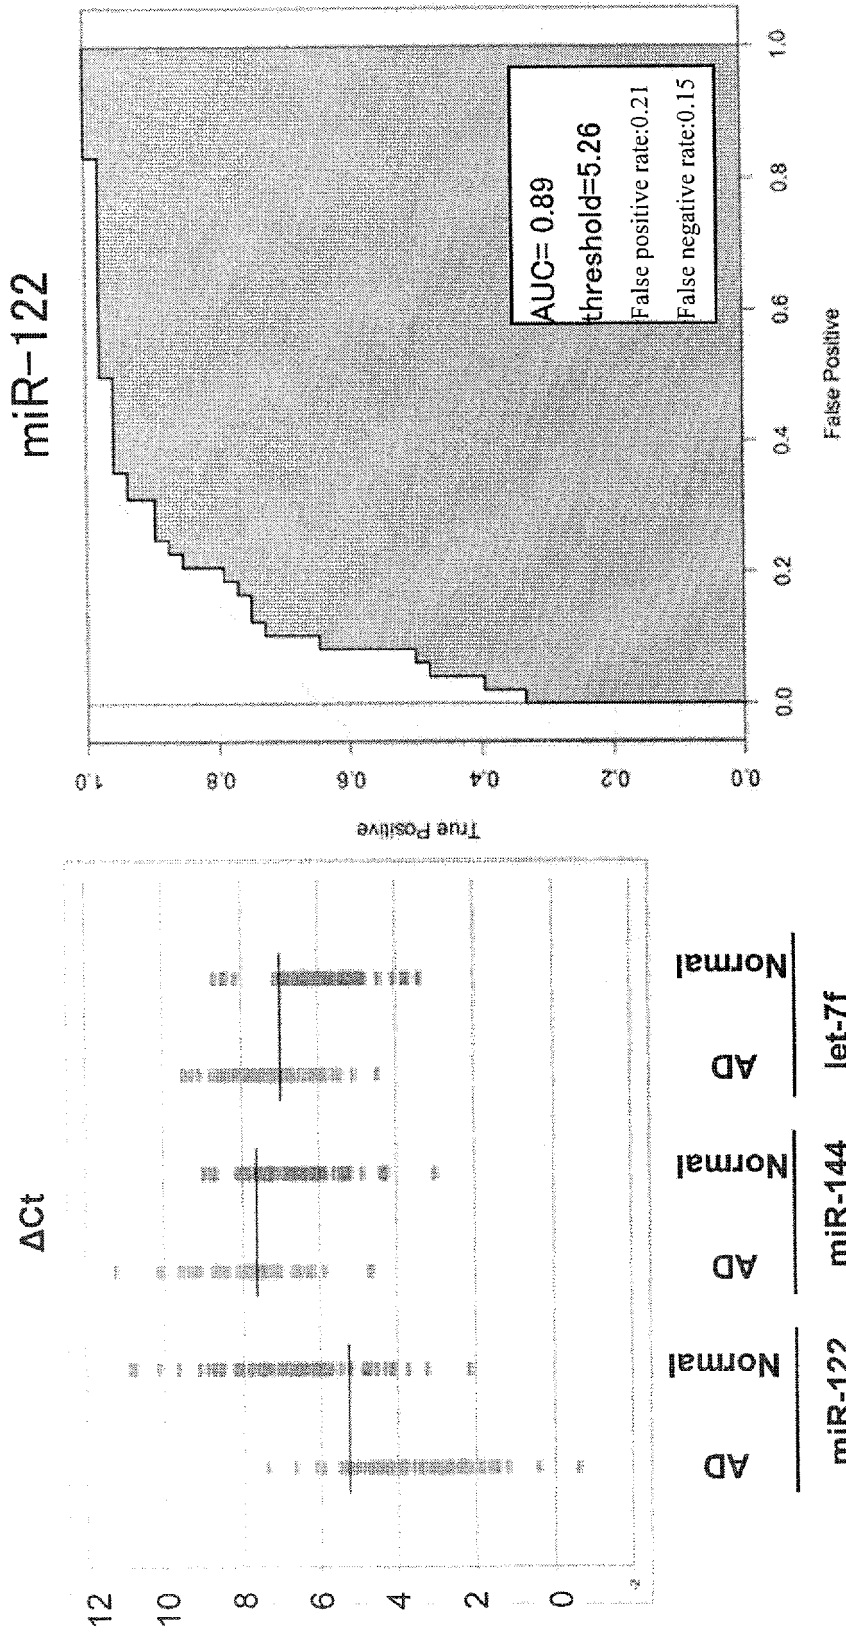 ΔCt
12
10
8
6
4
2
0
-2
AD
Normal
AD
Normal
AD
Normal
miR-122
miR-144
let-7f
miR-122
True Positive
1.0
0.8
0.6
0.4
0.2
0.0
0.0
0.2
0.4
0.6
0.8
1.0
False Positive
AUC= 0.89
threshold=5.26
False positive rate:0.21
False negative rate:0.15